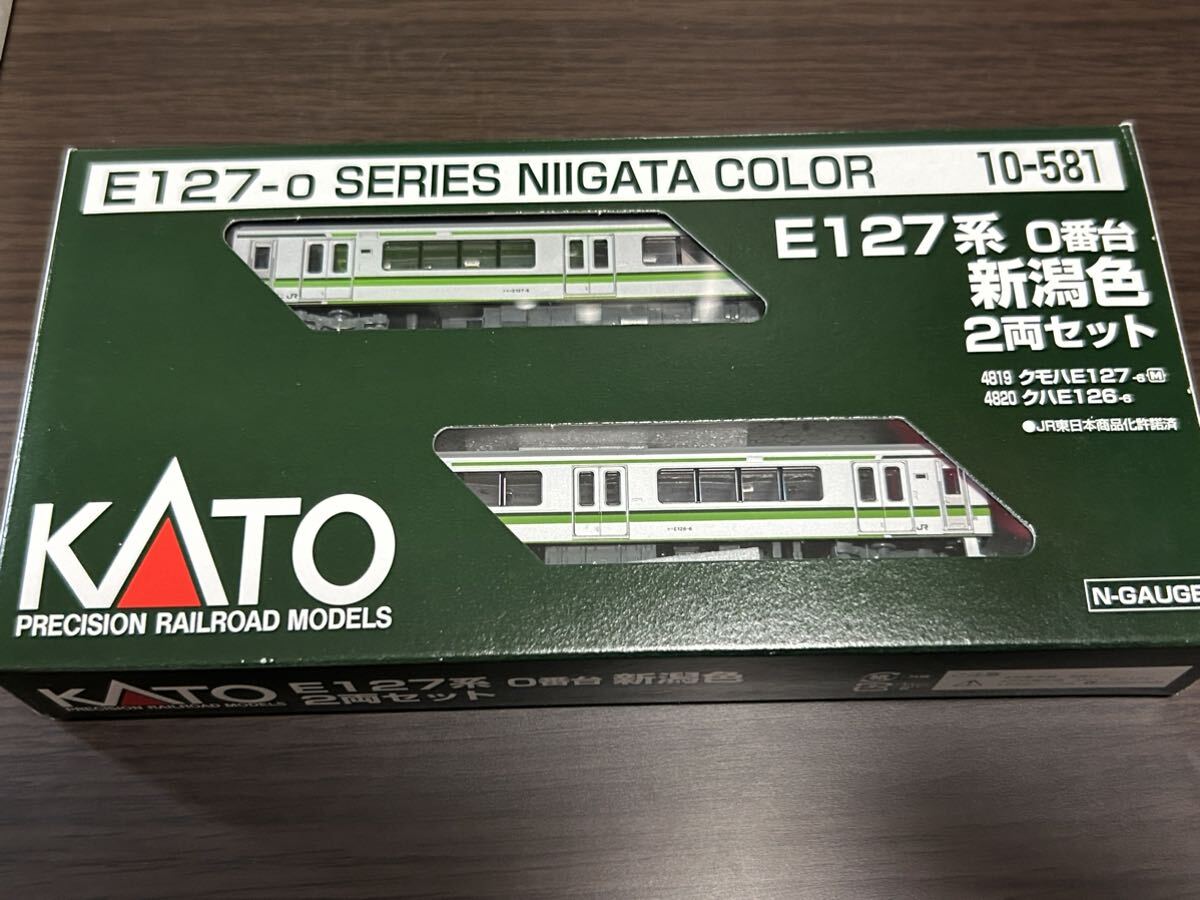 E127-0 SERIES NIIGATA COLOR 10-581
E127系 0番台
新潟色
2両セット
4819 クモハE127-6 M
4820 クハE126-6
●JR東日本商品化許諾済
JR
JR
KATO
PRECISION RAILROAD MODELS
N-GAUGE
KATO
PRECISION RAILROAD MODELS
E127系 0番台 新潟色
2両セット